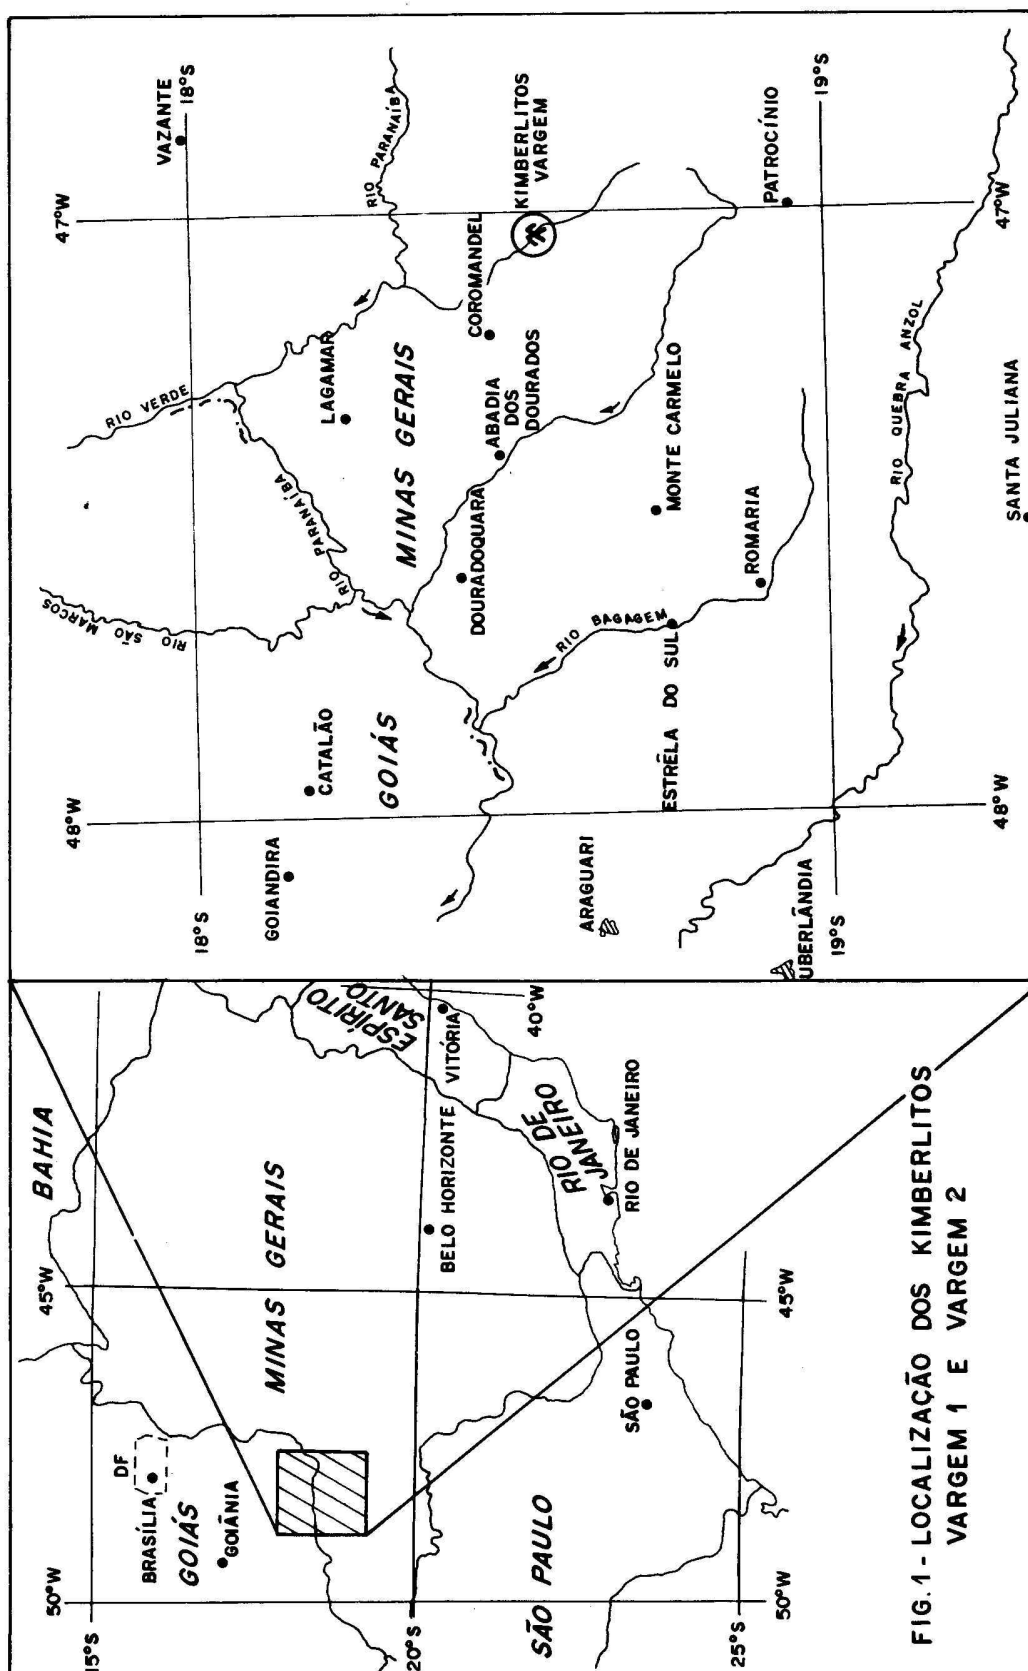 VAZANTE
18°S
47°W
RIO PARANAÍBA
RIO VERDE
LAGAMAR
COROMANDEL
KIMBERLITOS
VARGEM
MINAS GERAIS
ABADIA
DOS
DOURADOS
PATROCÍNIO
19°S
47°W
RIO QUEBRA ANZOL
SANTA JULIANA
MONTE CARMELO
ROMARIA
RIO BAGAGEM
ESTRÊLA DO SUL
DOURADOQUARA
RIO PARANAÍBA
RIO SÃO MARCOS
CATALÃO
GOIÁS
48°W
GOIANDIRA
18°S
ARAGUARI
UBERLÂNDIA
19°S
48°W
BAHIA
ESPÍRITO
SANTO
40°W
VITÓRIA
BELO HORIZONTE
RIO DE
JANEIRO
RIO DE JANEIRO
MINAS GERAIS
45°W
45°W
SÃO PAULO
DF
BRASÍLIA
GOIÁS
GOIÂNIA
50°W
15°S
20°S
SÃO PAULO
25°S
50°W
FIG.1 - LOCALIZAÇÃO DOS KIMBERLITOS
VARGEM 1 E VARGEM 2